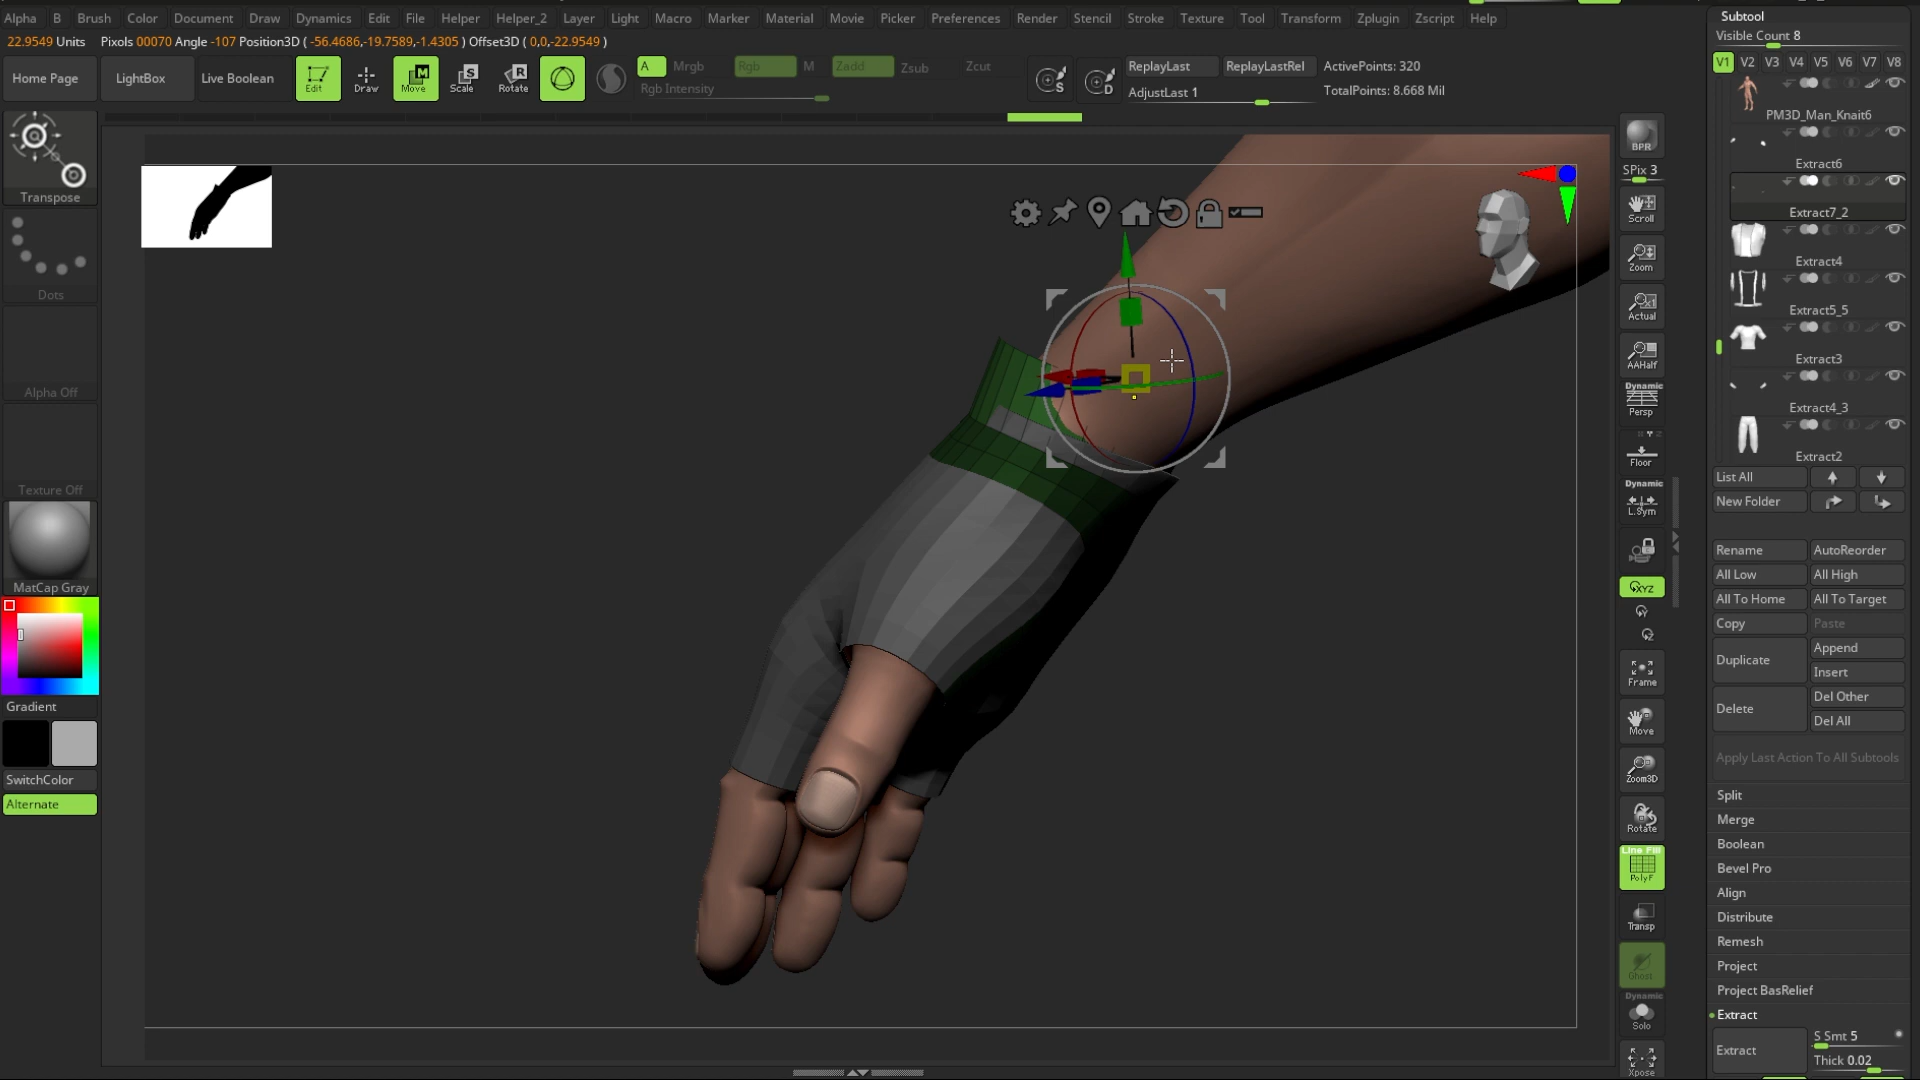 Alpha B Brush Color Document Draw Dynamics Edit File Helper Helper_2 Layer Light Macro Marker Material Movie Picker Preferences Render Stencil Stroke Texture Tool Transform Zplugin Zscript Help
22.9549 Units Pixols 00070 Angle -107 Position3D ( -56.4686,-19.7589,-1.4305 ) Offset3D ( 0,0,-22.9549 )
Home Page LightBox Live Boolean Edit Draw Move Scale Rotate
A Mrgb Rgb M Zadd Zsub Zcut
Rgb Intensity
S D
ReplayLast ReplayLastRel ActivePoints: 320
AdjustLast 1 TotalPoints: 8.668 Mil
Transpose
Dots
Alpha Off
Texture Off
MatCap Gray
Gradient
SwitchColor
Alternate
BPR
SPix 3
Scroll
Zoom
Actual
AAHalf
Dynamic
Persp
Floor
Dynamic
L.Sym
XYZ
Y
Z
Frame
Move
Zoom3D
Rotate
Line Fill
PolyF
Transp
Ghost
Dynamic
Solo
Xpose
Subtool
Visible Count 8
V1 V2 V3 V4 V5 V6 V7 V8
PM3D_Man_Knait6
Extract6
Extract7_2
Extract4
Extract5_5
Extract3
Extract4_3
Extract2
List All
New Folder
Rename AutoReorder
All Low All High
All To Home All To Target
Copy Paste
Duplicate Append
Insert
Delete Del Other
Del All
Apply Last Action To All Subtools
Split
Merge
Boolean
Bevel Pro
Align
Distribute
Remesh
Project
Project BasRelief
Extract
Extract S Smt 5
Thick 0.02